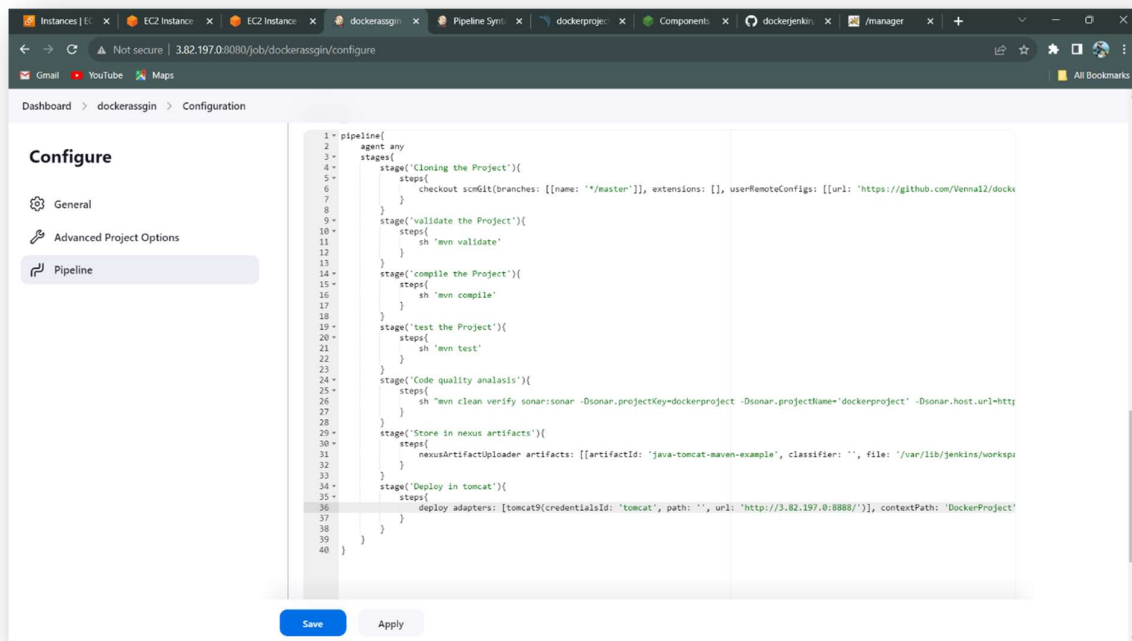 Instances | EC
EC2 Instance
EC2 Instance
dockerassgin
Pipeline Synt
dockerprojec
Components
dockerjenkin
/manager
Not secure | 3.82.197.0:8080/job/dockerassgin/configure
Gmail YouTube Maps All Bookmarks
Dashboard > dockerassgin > Configuration
Configure
General
Advanced Project Options
Pipeline
1 pipeline{
2 agent any
3 stages{
4 stage('Cloning the Project'){
5 steps{
6 checkout scmGit(branches: [[name: '*/master']], extensions: [], userRemoteConfigs: [[url: 'https://github.com/Venna12/docke
7 }
8 }
9 stage('validate the Project'){
10 steps{
11 sh 'mvn validate'
12 }
13 }
14 stage('compile the Project'){
15 steps{
16 sh 'mvn compile'
17 }
18 }
19 stage('test the Project'){
20 steps{
21 sh 'mvn test'
22 }
23 }
24 stage('Code quality analasis'){
25 steps{
26 sh "mvn clean verify sonar:sonar -Dsonar.projectKey=dockerproject -Dsonar.projectName='dockerproject' -Dsonar.host.url=http
27 }
28 }
29 stage('Store in nexus artifacts'){
30 steps{
31 nexusArtifactUploader artifacts: [[artifactId: 'java-tomcat-maven-example', classifier: '', file: '/var/lib/jenkins/workspa
32 }
33 }
34 stage('Deploy in tomcat'){
35 steps{
36 deploy adapters: [tomcat9(credentialsId: 'tomcat', path: '', url: 'http://3.82.197.0:8888/')], contextPath: 'DockerProject'
37 }
38 }
39 }
40 }
Save Apply